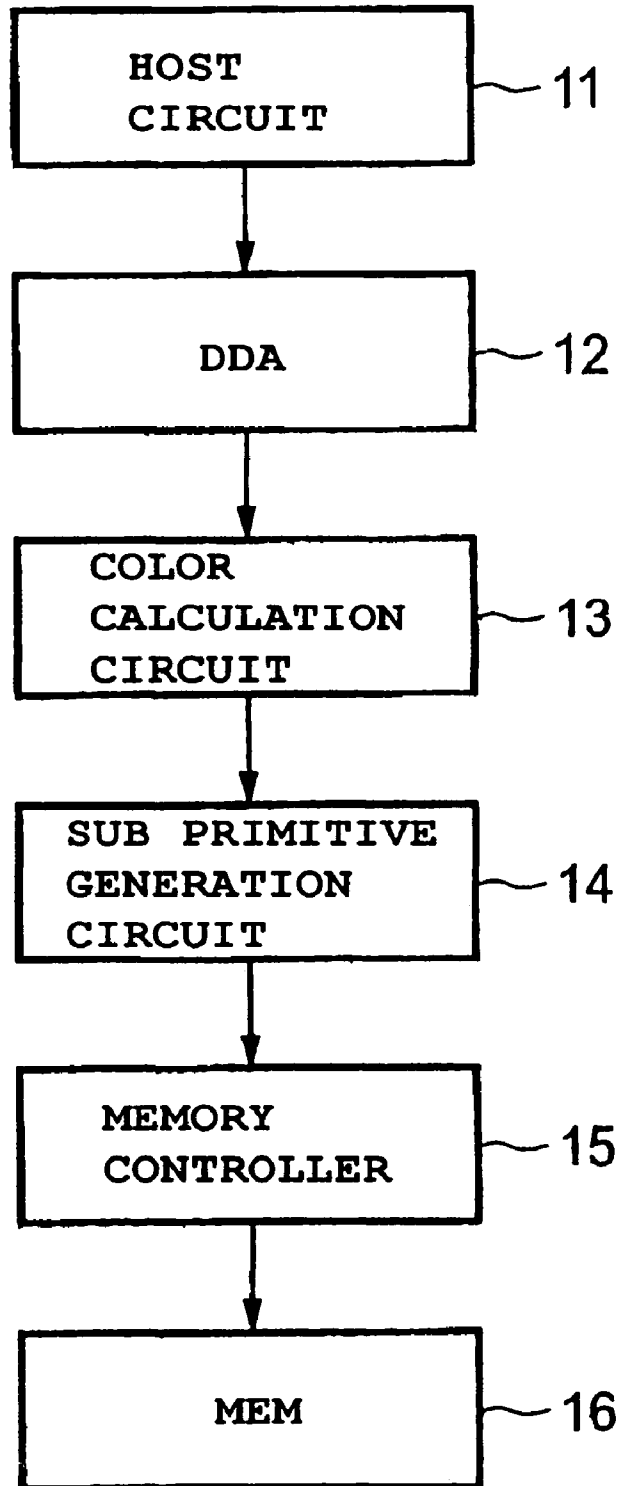 HOST
CIRCUIT
11
DDA
12
COLOR
CALCULATION
CIRCUIT
13
SUB PRIMITIVE
GENERATION
CIRCUIT
14
MEMORY
CONTROLLER
15
MEM
16